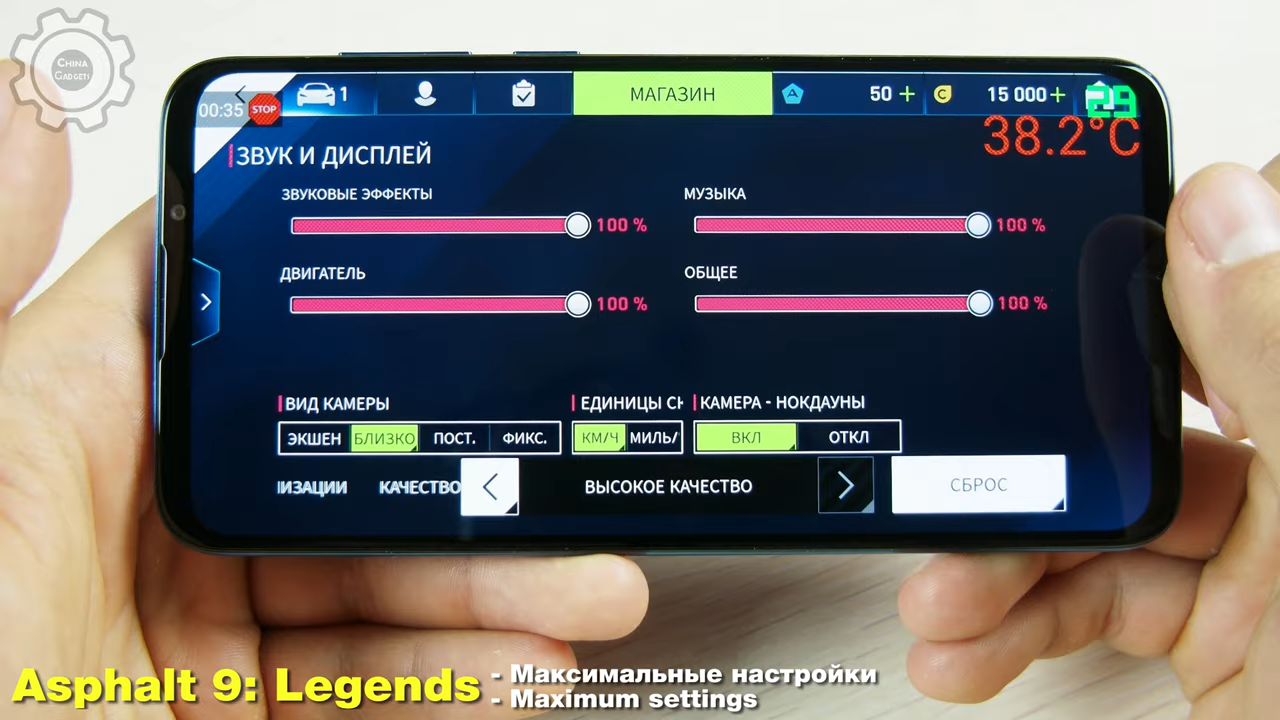 China
Gadgets
00:35
STOP
1
МАГАЗИН
50 +
15 000 +
29
38.2°C
ЗВУК И ДИСПЛЕЙ
ЗВУКОВЫЕ ЭФФЕКТЫ
100 %
МУЗЫКА
100 %
ДВИГАТЕЛЬ
100 %
ОБЩЕЕ
100 %
ВИД КАМЕРЫ
ЕДИНИЦЫ
КАМЕРА - НОКДАУНЫ
ЭКШЕН БЛИЗКО ПОСТ. ФИКС.
КМ/Ч МИЛЬ/
ВКЛ ОТКЛ
ИЗАЦИИ КАЧЕСТВО
ВЫСОКОЕ КАЧЕСТВО
СБРОС
Asphalt 9: Legends
- Максимальные настройки
- Maximum settings